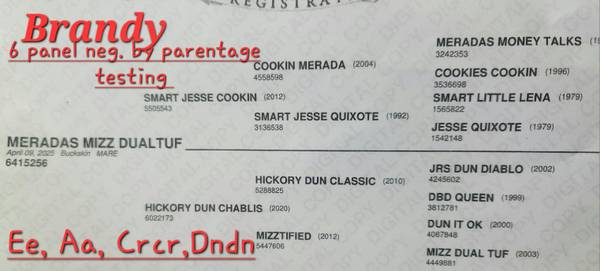 REGISTRA
Brandy
6 panel neg. by parentage
testing
MERADAS MONEY TALKS
3242353
COOKIN MERADA (2004)
4558598
COOKIES COOKIN (1996)
3536698
SMART JESSE COOKIN (2012)
5505543
SMART LITTLE LENA (1979)
1565822
SMART JESSE QUIXOTE (1992)
3136538
JESSE QUIXOTE (1979)
1542148
MERADAS MIZZ DUALTUF
April 09, 2025 Buckskin MARE
6415256
JRS DUN DIABLO (2002)
4245602
HICKORY DUN CLASSIC (2010)
5288825
DBD QUEEN (1999)
3812781
HICKORY DUN CHABLIS (2020)
6022173
DUN IT OK (2000)
4067848
MIZZTIFIED (2012)
5447606
MIZZ DUAL TUF (2003)
4449881
Ee, Aa, Crcr,Dndn